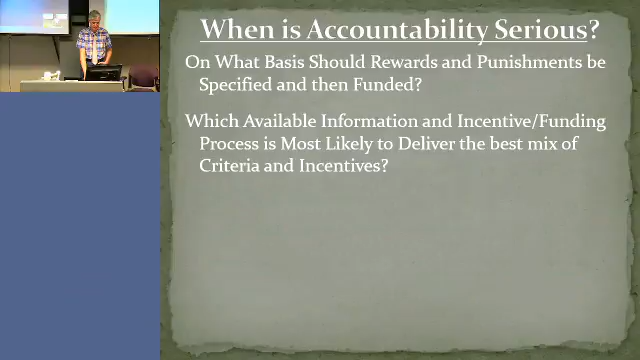 When is Accountability Serious?
On What Basis Should Rewards and Punishments be
Specified and then Funded?
Which Available Information and Incentive/Funding
Process is Most Likely to Deliver the best mix of
Criteria and Incentives?